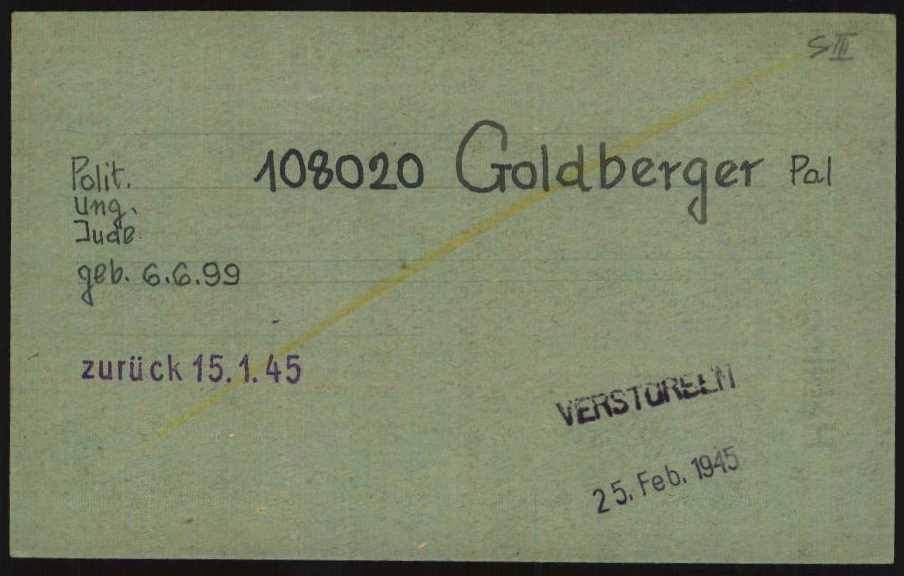 S III
Polit. 108020 Goldberger Pal
Ung.
Jude
geb. 6.6.99
zurück 15.1.45
VERSTORBEN
25. Feb. 1945